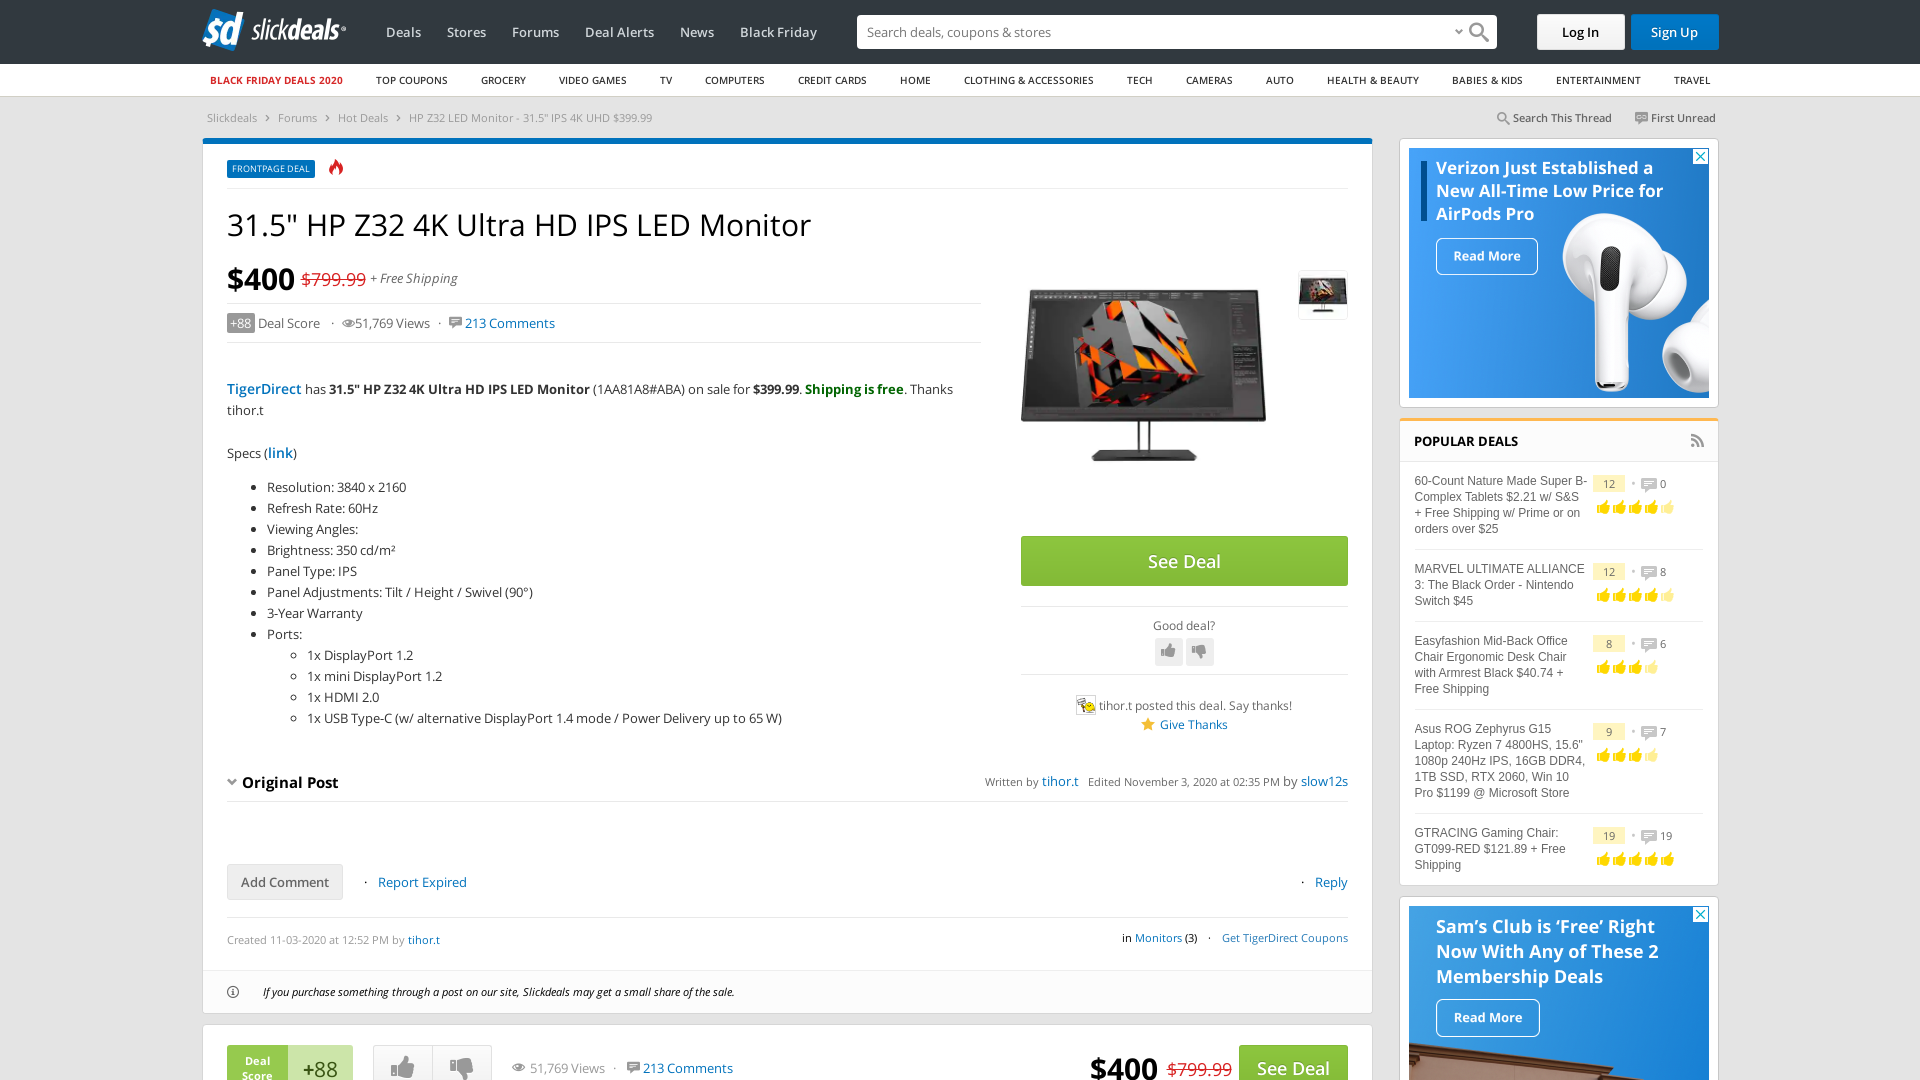 sd slickdeals
Deals Stores Forums Deal Alerts News Black Friday
Search deals, coupons & stores
Log In Sign Up
BLACK FRIDAY DEALS 2020 TOP COUPONS GROCERY VIDEO GAMES TV COMPUTERS CREDIT CARDS HOME CLOTHING & ACCESSORIES TECH CAMERAS AUTO HEALTH & BEAUTY BABIES & KIDS ENTERTAINMENT TRAVEL
Slickdeals › Forums › Hot Deals › HP Z32 LED Monitor - 31.5" IPS 4K UHD $399.99
Search This Thread First Unread
FRONTPAGE DEAL
31.5" HP Z32 4K Ultra HD IPS LED Monitor
$400 $799.99 + Free Shipping
+88 Deal Score · 51,769 Views · 213 Comments
TigerDirect has 31.5" HP Z32 4K Ultra HD IPS LED Monitor (1AA81A8#ABA) on sale for $399.99. Shipping is free. Thanks
tihor.t
Specs (link)
• Resolution: 3840 x 2160
• Refresh Rate: 60Hz
• Viewing Angles:
• Brightness: 350 cd/m²
• Panel Type: IPS
• Panel Adjustments: Tilt / Height / Swivel (90°)
• 3-Year Warranty
• Ports:
1x DisplayPort 1.2
1x mini DisplayPort 1.2
1x HDMI 2.0
1x USB Type-C (w/ alternative DisplayPort 1.4 mode / Power Delivery up to 65 W)
See Deal
Good deal?
tihor.t posted this deal. Say thanks!
Give Thanks
Original Post
Written by tihor.t Edited November 3, 2020 at 02:35 PM by slow12s
Add Comment · Report Expired
· Reply
Created 11-03-2020 at 12:52 PM by tihor.t
in Monitors (3) · Get TigerDirect Coupons
If you purchase something through a post on our site, Slickdeals may get a small share of the sale.
Deal
Score
+88
51,769 Views · 213 Comments
$400 $799.99 See Deal
Verizon Just Established a
New All-Time Low Price for
AirPods Pro
Read More
POPULAR DEALS
60-Count Nature Made Super B-
Complex Tablets $2.21 w/ S&S
+ Free Shipping w/ Prime or on
orders over $25
12 • 0
MARVEL ULTIMATE ALLIANCE
3: The Black Order - Nintendo
Switch $45
12 • 8
Easyfashion Mid-Back Office
Chair Ergonomic Desk Chair
with Armrest Black $40.74 +
Free Shipping
8 • 6
Asus ROG Zephyrus G15
Laptop: Ryzen 7 4800HS, 15.6"
1080p 240Hz IPS, 16GB DDR4,
1TB SSD, RTX 2060, Win 10
Pro $1199 @ Microsoft Store
9 • 7
GTRACING Gaming Chair:
GT099-RED $121.89 + Free
Shipping
19 • 19
Sam's Club is ‘Free’ Right
Now With Any of These 2
Membership Deals
Read More